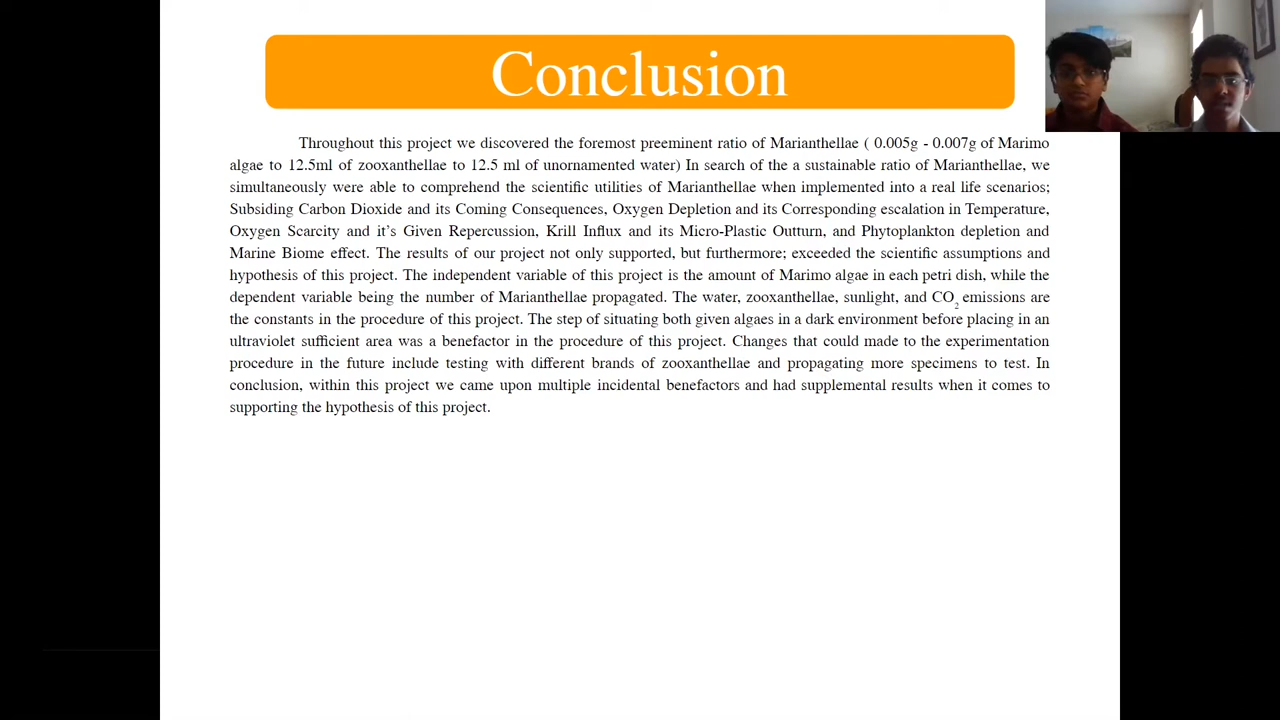 Conclusion
Throughout this project we discovered the foremost preeminent ratio of Marianthellae ( 0.005g - 0.007g of Marimo
algae to 12.5ml of zooxanthellae to 12.5 ml of unornamented water) In search of the a sustainable ratio of Marianthellae, we
simultaneously were able to comprehend the scientific utilities of Marianthellae when implemented into a real life scenarios;
Subsiding Carbon Dioxide and its Coming Consequences, Oxygen Depletion and its Corresponding escalation in Temperature,
Oxygen Scarcity and it's Given Repercussion, Krill Influx and its Micro-Plastic Outturn, and Phytoplankton depletion and
Marine Biome effect. The results of our project not only supported, but furthermore; exceeded the scientific assumptions and
hypothesis of this project. The independent variable of this project is the amount of Marimo algae in each petri dish, while the
dependent variable being the number of Marianthellae propagated. The water, zooxanthellae, sunlight, and CO₂ emissions are
the constants in the procedure of this project. The step of situating both given algaes in a dark environment before placing in an
ultraviolet sufficient area was a benefactor in the procedure of this project. Changes that could made to the experimentation
procedure in the future include testing with different brands of zooxanthellae and propagating more specimens to test. In
conclusion, within this project we came upon multiple incidental benefactors and had supplemental results when it comes to
supporting the hypothesis of this project.